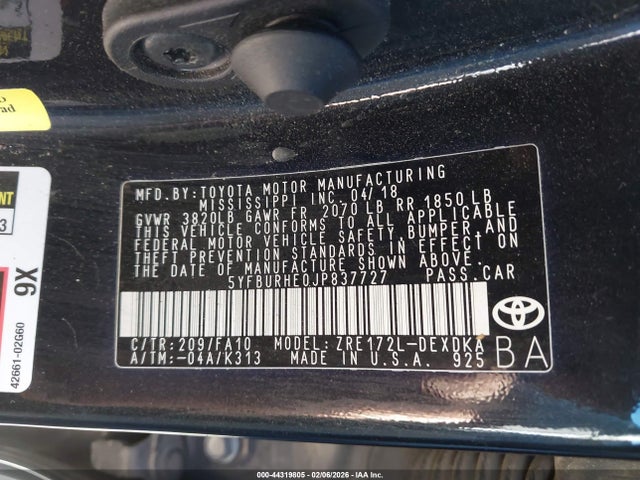 MFD.BY:TOYOTA MOTOR MANUFACTURING
MISSISSIPPI INC. 04/18
GVWR 3820LB GAWR FR 2070 LB RR 1850 LB
THIS VEHICLE CONFORMS TO ALL APPLICABLE
FEDERAL MOTOR VEHICLE SAFETY, BUMPER, AND
THEFT PREVENTION STANDARDS IN EFFECT ON
THE DATE OF MANUFACTURE SHOWN ABOVE.
5YFBURHE0JP837727 PASS.CAR
C/TR:209/FA10 MODEL: ZRE172L-DEXDKA
A/TM:-04A/K313 MADE IN U.S.A. 925
BA
9X
42661-02G60
000-44319805 - 02/06/2026 - IAA Inc.